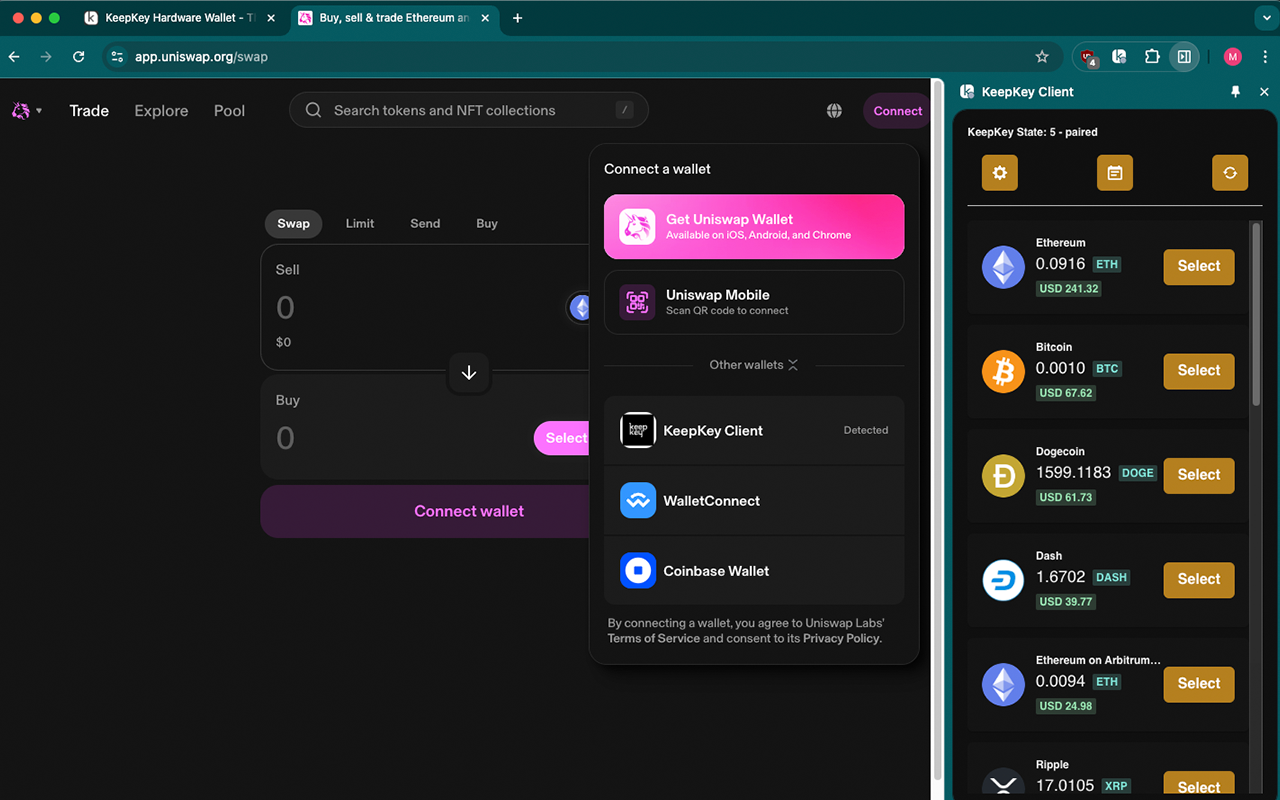 KeepKey Hardware Wallet - T
Buy, sell & trade Ethereum an
app.uniswap.org/swap
4
M
Trade
Explore
Pool
Search tokens and NFT collections
/
Connect
Swap
Limit
Send
Buy
Sell
0
$0
Buy
0
Select
Connect wallet
Connect a wallet
Get Uniswap Wallet
Available on iOS, Android, and Chrome
Uniswap Mobile
Scan QR code to connect
Other wallets
keep
key
KeepKey Client
Detected
WalletConnect
Coinbase Wallet
By connecting a wallet, you agree to Uniswap Labs'
Terms of Service and consent to its Privacy Policy.
KeepKey Client
KeepKey State: 5 - paired
Ethereum
0.0916 ETH
USD 241.32
Select
Bitcoin
0.0010 BTC
USD 67.62
Select
Dogecoin
1599.1183 DOGE
USD 61.73
Select
Dash
1.6702 DASH
USD 39.77
Select
Ethereum on Arbitrum...
0.0094 ETH
USD 24.98
Select
Ripple
17.0105 XRP
Select